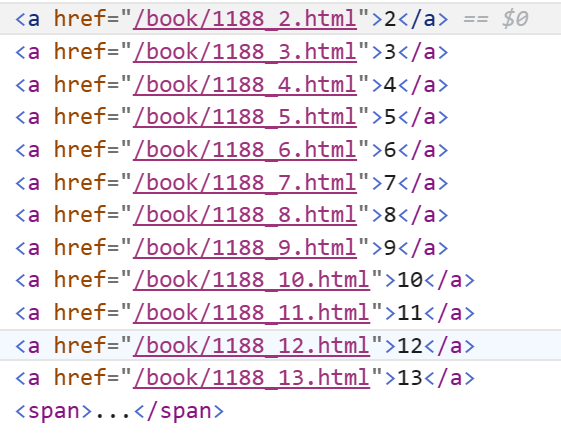 <a href="/book/1188_2.html">2</a> == $0
<a href="/book/1188_3.html">3</a>
<a href="/book/1188_4.html">4</a>
<a href="/book/1188_5.html">5</a>
<a href="/book/1188_6.html">6</a>
<a href="/book/1188_7.html">7</a>
<a href="/book/1188_8.html">8</a>
<a href="/book/1188_9.html">9</a>
<a href="/book/1188_10.html">10</a>
<a href="/book/1188_11.html">11</a>
<a href="/book/1188_12.html">12</a>
<a href="/book/1188_13.html">13</a>
<span>...</span>